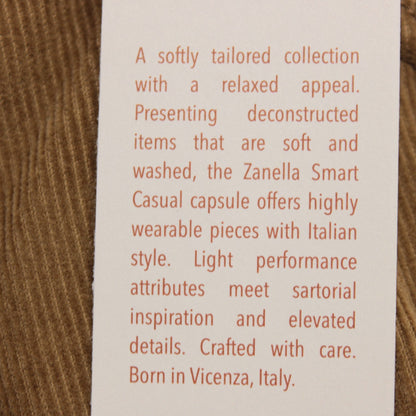 A softly tailored collection
with a relaxed appeal.
Presenting deconstructed
items that are soft and
washed, the Zanella Smart
Casual capsule offers highly
wearable pieces with Italian
style. Light performance
attributes meet sartorial
inspiration and elevated
details. Crafted with care.
Born in Vicenza, Italy.